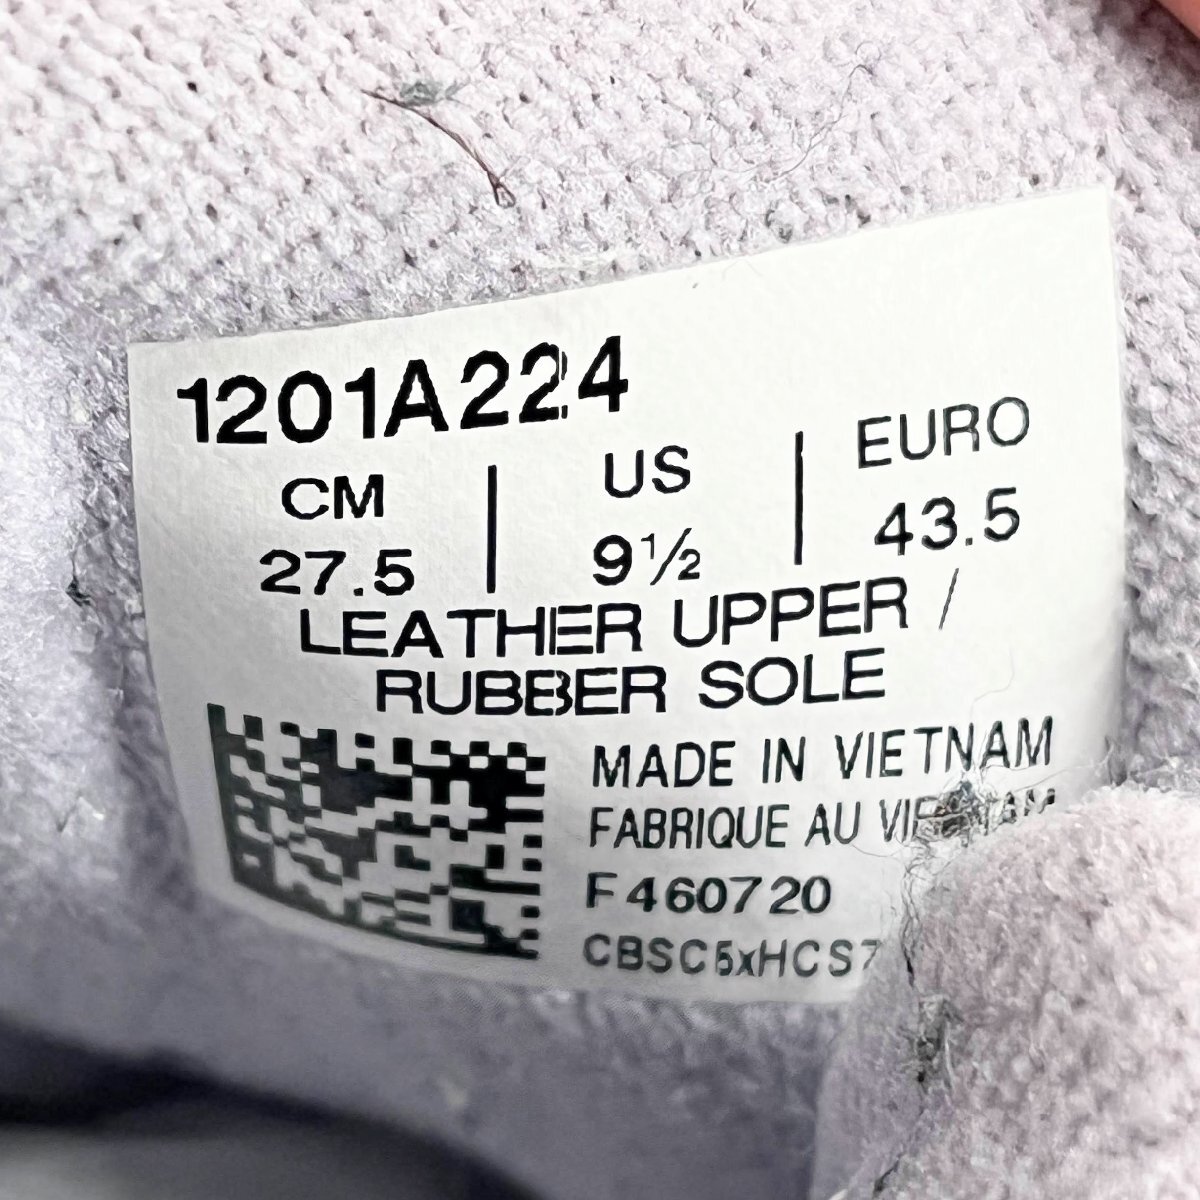 1201A224
CM | US | EURO
27.5 | 9½ | 43.5
LEATHER UPPER /
RUBBER SOLE
MADE IN VIETNAM
FABRIQUE AU VIETNAM
F460720